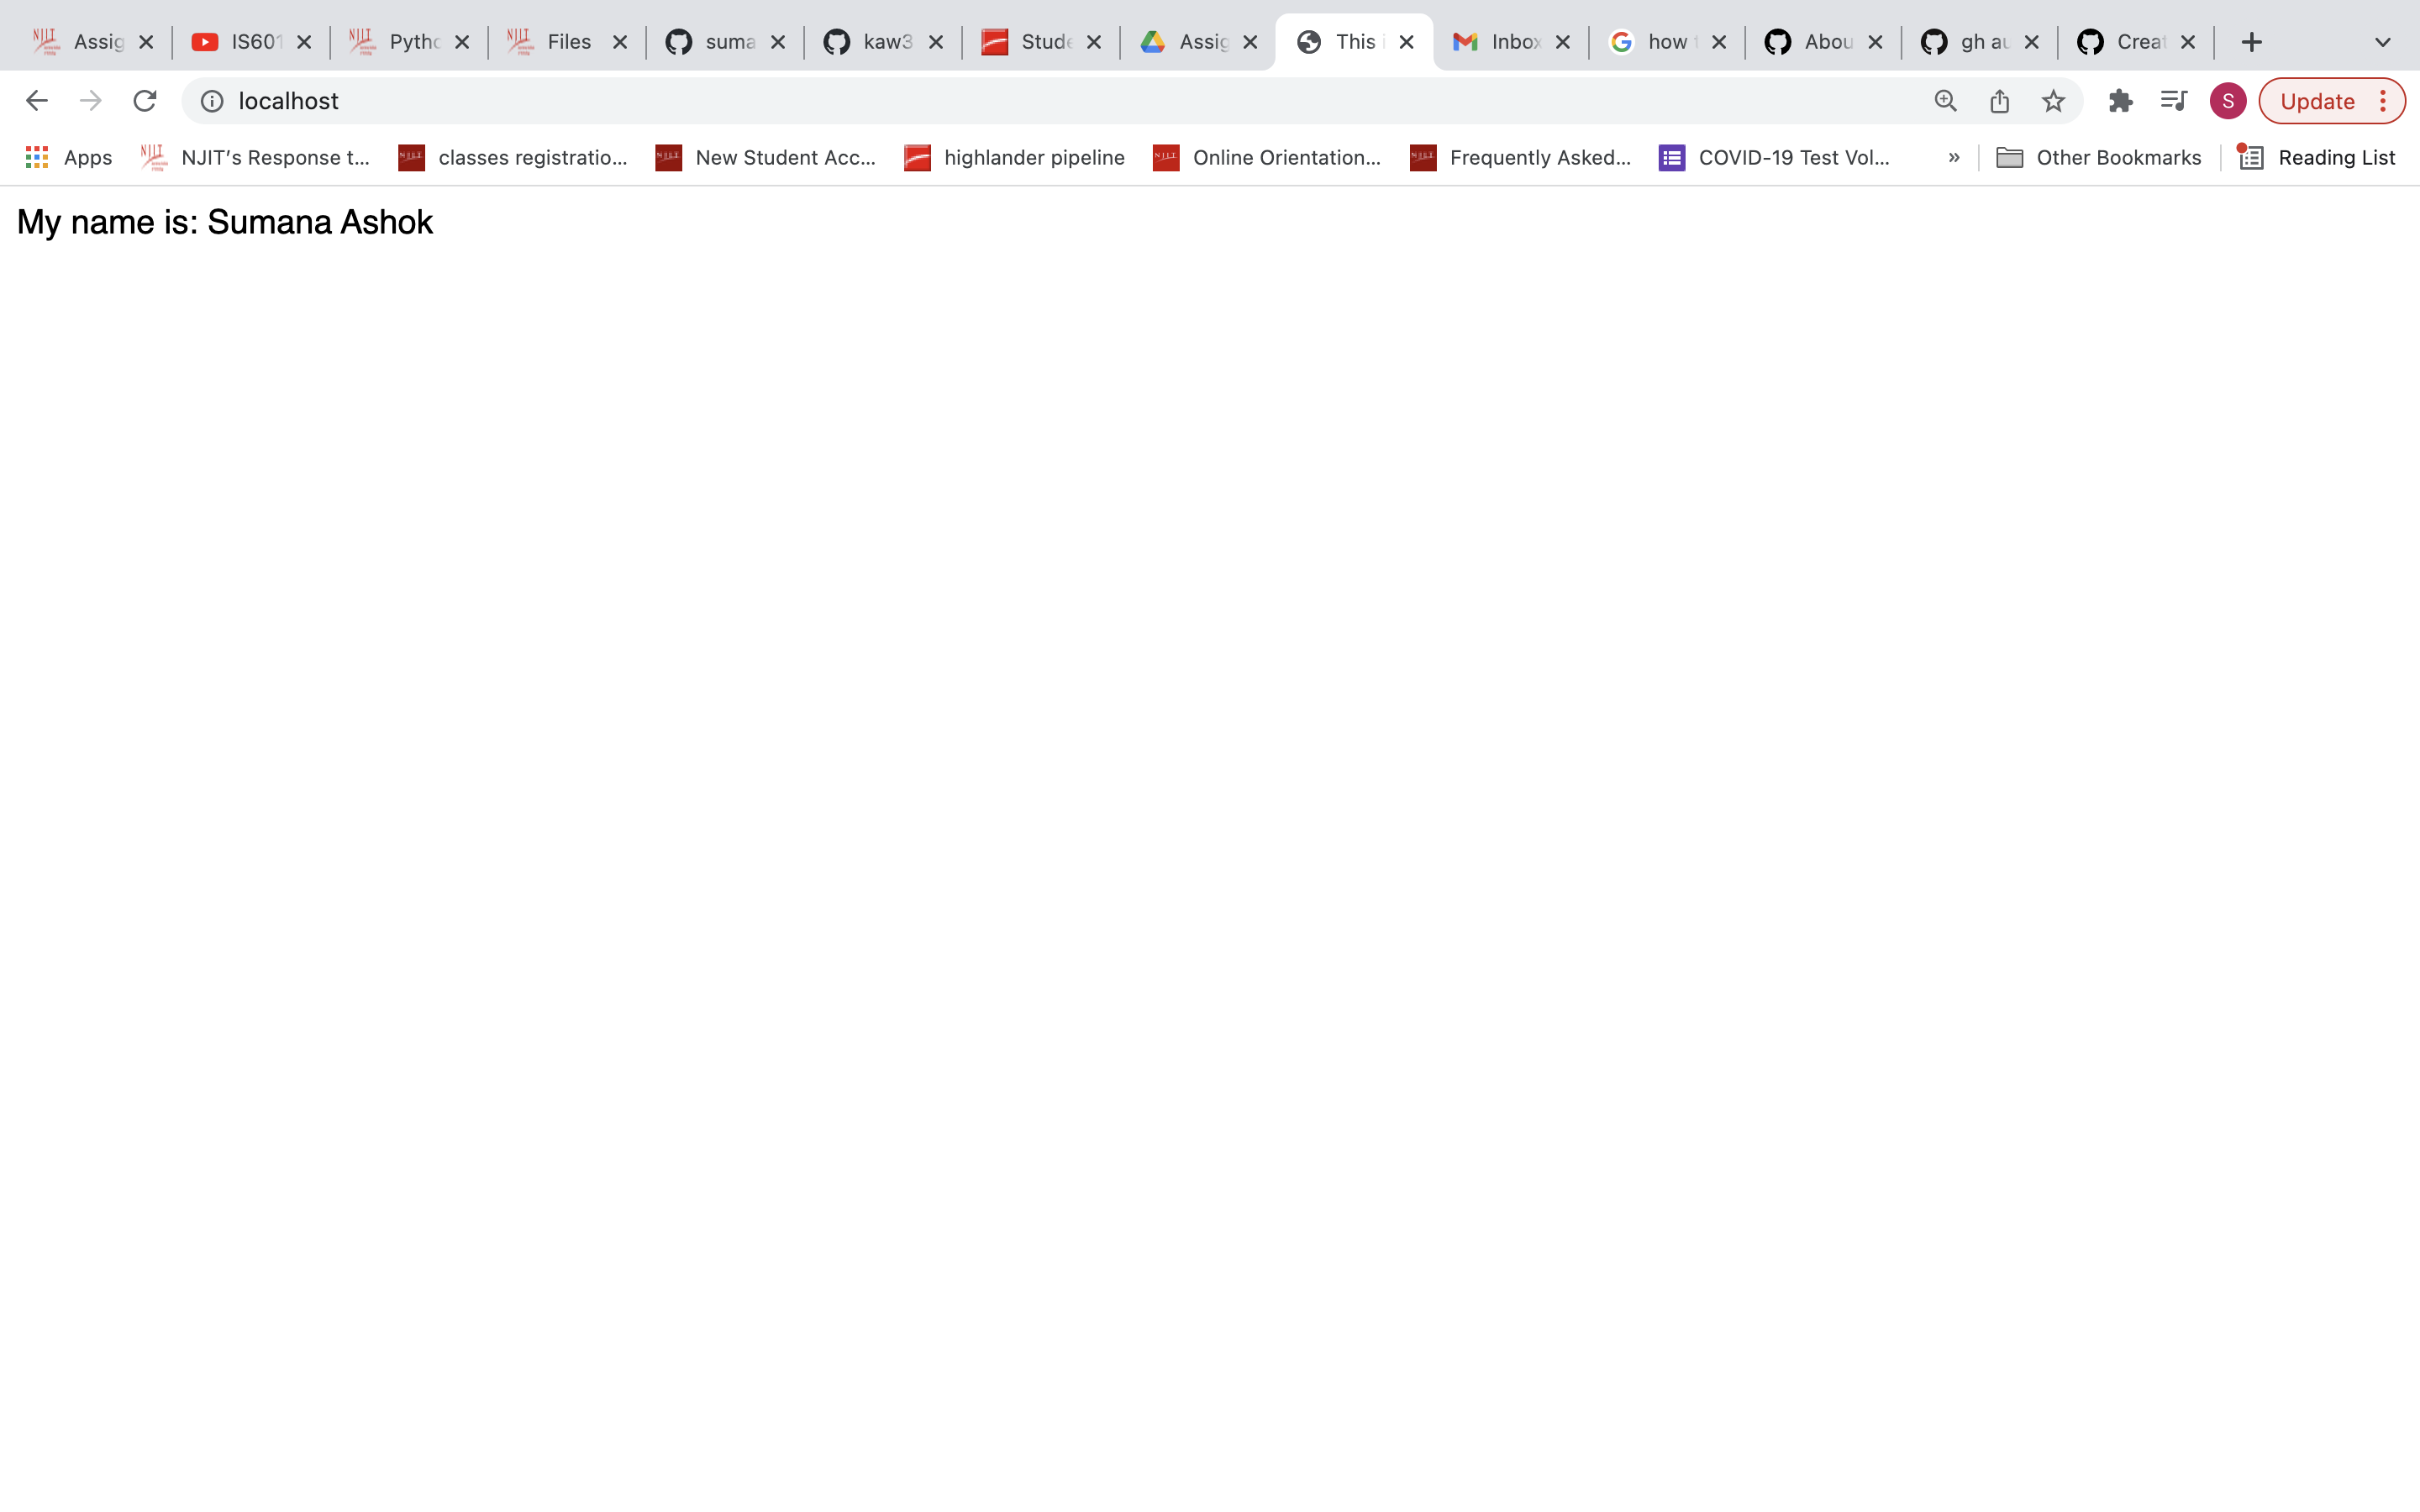 Assig IS601 Pytho Files suma kaw3 Stude Assig This i Inbox how t Abou gh au Creat
localhost S Update
Apps NJIT's Response t... classes registratio... New Student Acc... highlander pipeline Online Orientation... Frequently Asked... COVID-19 Test Vol... » Other Bookmarks Reading List
My name is: Sumana Ashok